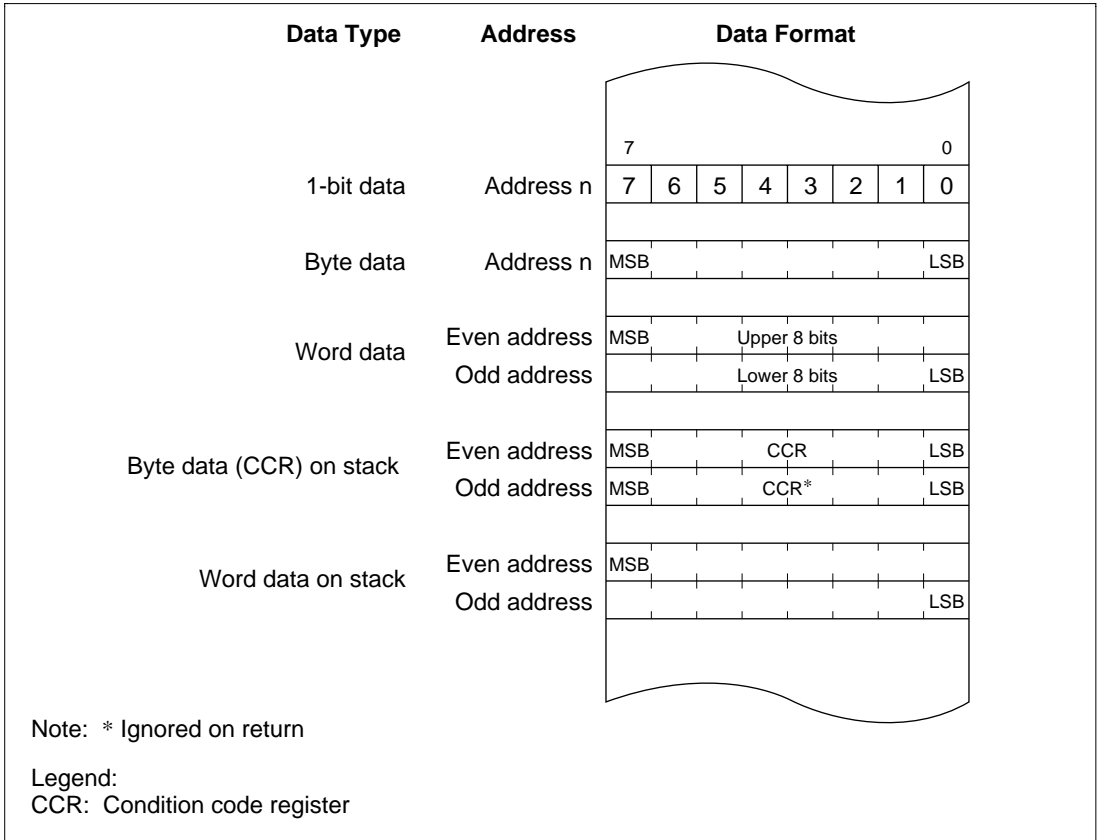 Data Type Address Data Format
7 0
1-bit data Address n 7 6 5 4 3 2 1 0
Byte data Address n MSB LSB
Word data
Even address MSB Upper 8 bits
Odd address Lower 8 bits LSB
Byte data (CCR) on stack
Even address MSB CCR LSB
Odd address MSB CCR* LSB
Word data on stack
Even address MSB
Odd address LSB
Note: * Ignored on return
Legend:
CCR: Condition code register